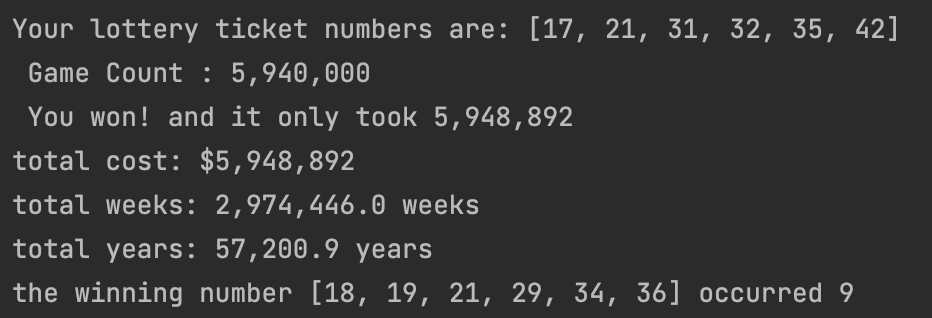 Your lottery ticket numbers are: [17, 21, 31, 32, 35, 42]
Game Count : 5,940,000
You won! and it only took 5,948,892
total cost: $5,948,892
total weeks: 2,974,446.0 weeks
total years: 57,200.9 years
the winning number [18, 19, 21, 29, 34, 36] occurred 9